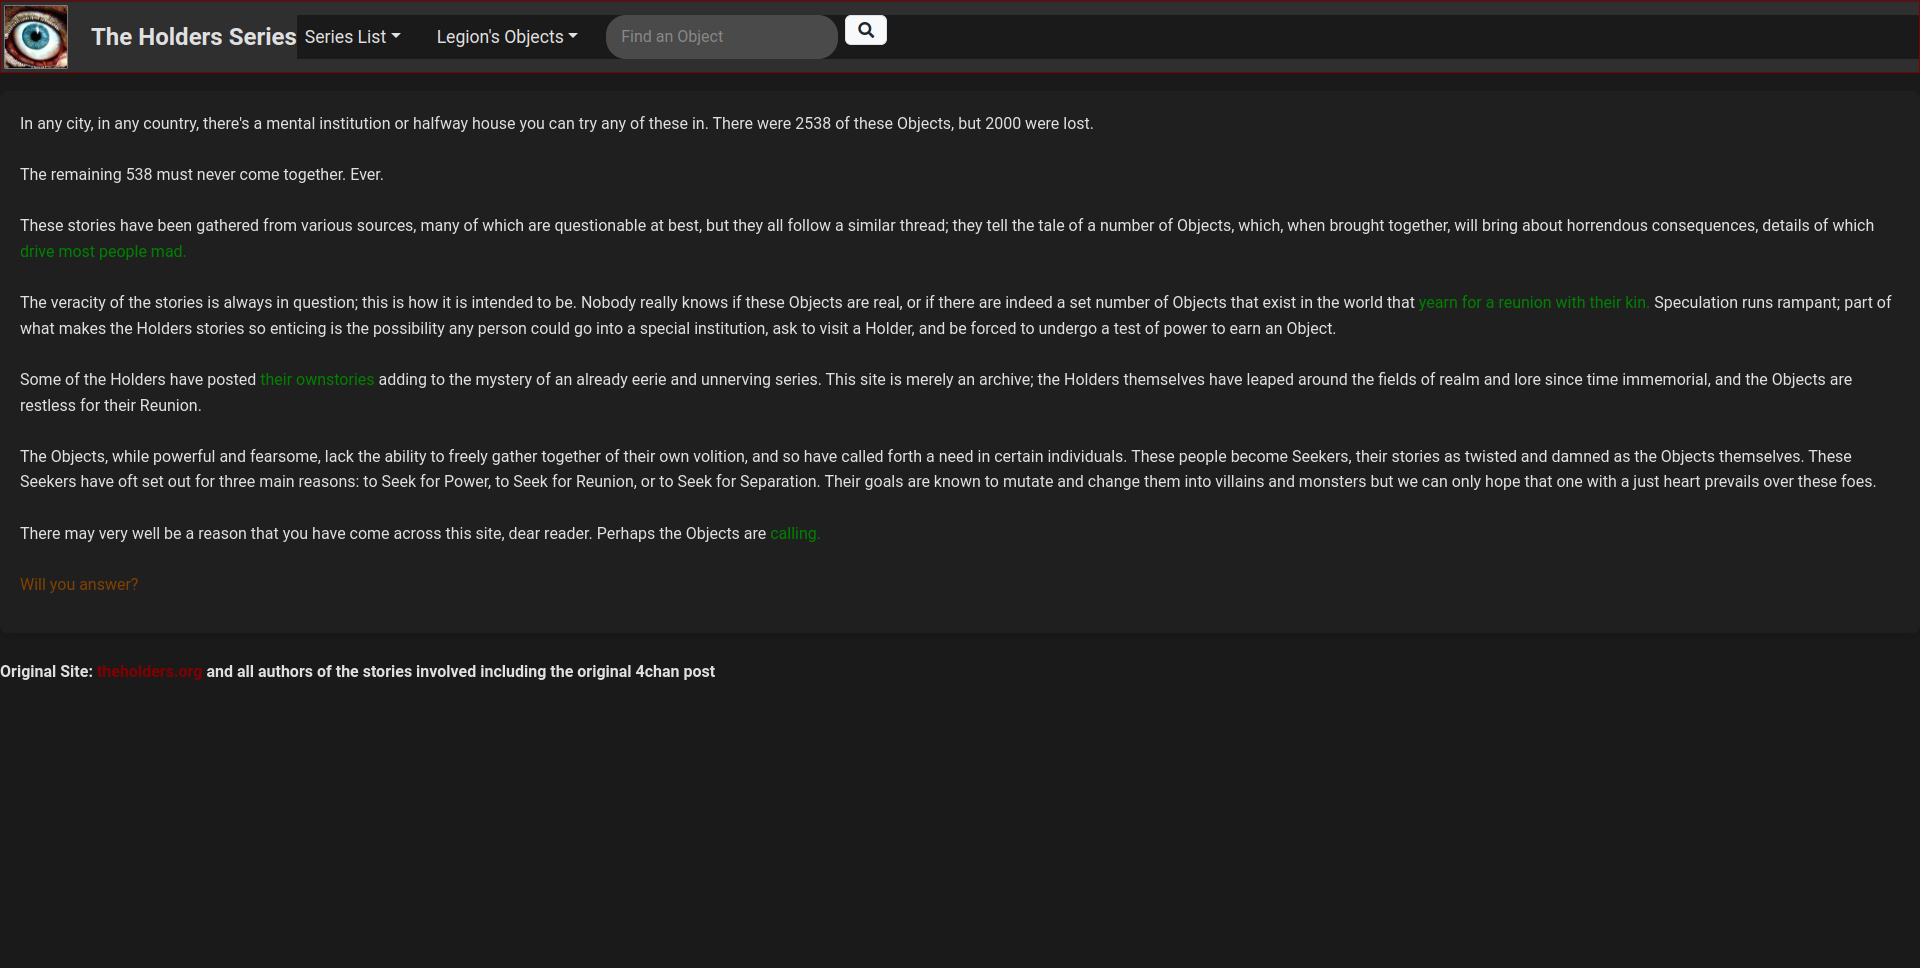 The Holders Series Series List Legion's Objects Find an Object
In any city, in any country, there's a mental institution or halfway house you can try any of these in. There were 2538 of these Objects, but 2000 were lost.
The remaining 538 must never come together. Ever.
These stories have been gathered from various sources, many of which are questionable at best, but they all follow a similar thread; they tell the tale of a number of Objects, which, when brought together, will bring about horrendous consequences, details of which
drive most people mad.
The veracity of the stories is always in question; this is how it is intended to be. Nobody really knows if these Objects are real, or if there are indeed a set number of Objects that exist in the world that yearn for a reunion with their kin. Speculation runs rampant; part of
what makes the Holders stories so enticing is the possibility any person could go into a special institution, ask to visit a Holder, and be forced to undergo a test of power to earn an Object.
Some of the Holders have posted their ownstories adding to the mystery of an already eerie and unnerving series. This site is merely an archive; the Holders themselves have leaped around the fields of realm and lore since time immemorial, and the Objects are
restless for their Reunion.
The Objects, while powerful and fearsome, lack the ability to freely gather together of their own volition, and so have called forth a need in certain individuals. These people become Seekers, their stories as twisted and damned as the Objects themselves. These
Seekers have oft set out for three main reasons: to Seek for Power, to Seek for Reunion, or to Seek for Separation. Their goals are known to mutate and change them into villains and monsters but we can only hope that one with a just heart prevails over these foes.
There may very well be a reason that you have come across this site, dear reader. Perhaps the Objects are calling.
Will you answer?
Original Site: theholders.org and all authors of the stories involved including the original 4chan post